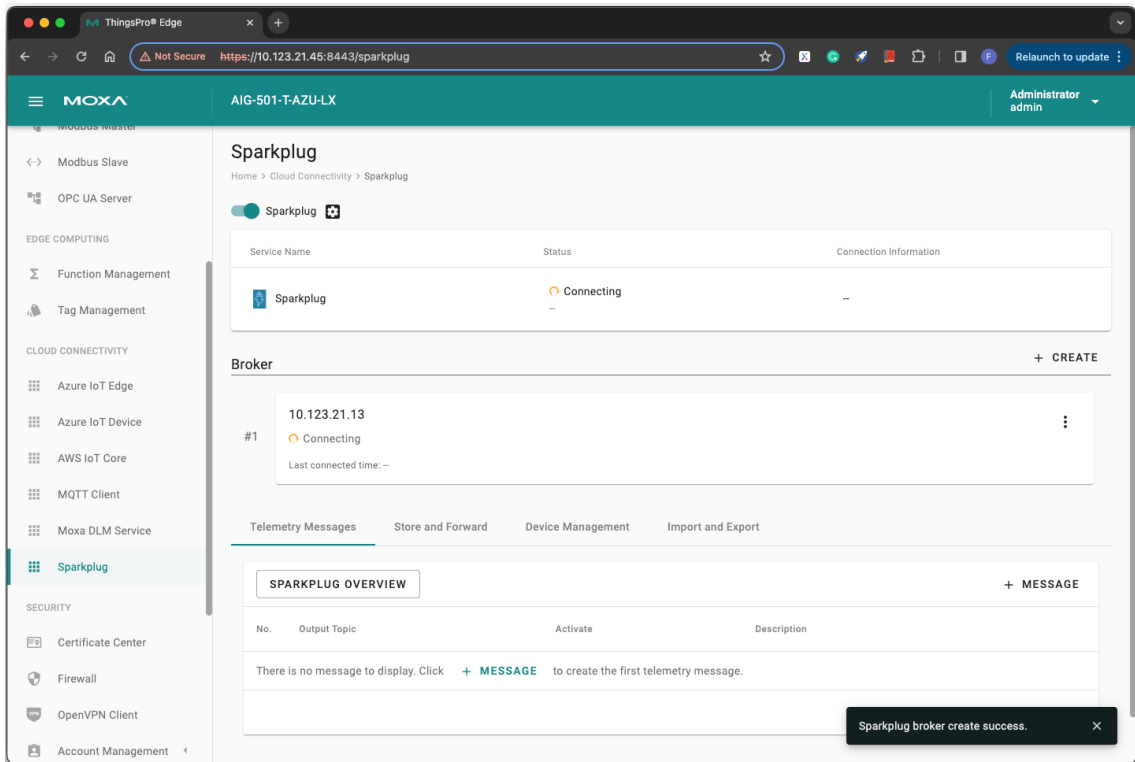 ThingsPro® Edge
Not Secure https://10.123.21.45:8443/sparkplug
Relaunch to update
MOXA
AIG-501-T-AZU-LX
Administrator
admin
Modbus Master
Modbus Slave
OPC UA Server
EDGE COMPUTING
Function Management
Tag Management
CLOUD CONNECTIVITY
Azure IoT Edge
Azure IoT Device
AWS IoT Core
MQTT Client
Moxa DLM Service
Sparkplug
SECURITY
Certificate Center
Firewall
OpenVPN Client
Account Management
Sparkplug
Home > Cloud Connectivity > Sparkplug
Sparkplug
Service Name Status Connection Information
Sparkplug Connecting –
--
Broker + CREATE
#1
10.123.21.13
Connecting
Last connected time: --
Telemetry Messages Store and Forward Device Management Import and Export
SPARKPLUG OVERVIEW + MESSAGE
No. Output Topic Activate Description
There is no message to display. Click + MESSAGE to create the first telemetry message.
Sparkplug broker create success. ×